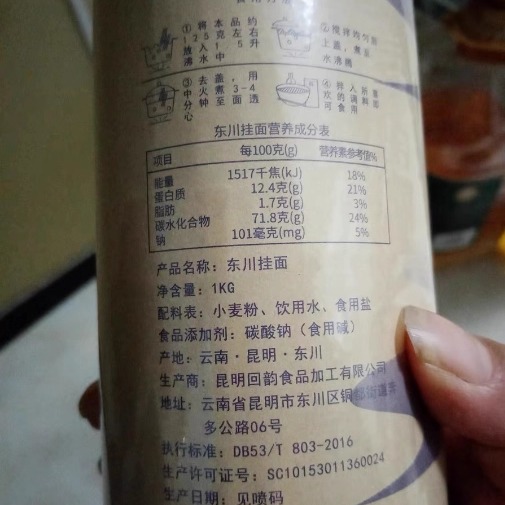 ① 将本品约
125克左右
放入1.5升
沸水中
② 搅拌均匀
上盖，煮至
水沸腾
③ 去盖，用
中火煮3-4
分钟至面透
心
④ 拌入所喜
欢的调料即
可食用
东川挂面营养成分表
项目 每100克(g) 营养素参考值%
能量 1517千焦(kJ) 18%
蛋白质 12.4克(g) 21%
脂肪 1.7克(g) 3%
碳水化合物 71.8克(g) 24%
钠 101毫克(mg) 5%
产品名称：东川挂面
净含量：1KG
配料表：小麦粉、饮用水、食用盐
食品添加剂：碳酸钠（食用碱）
产地：云南·昆明·东川
生产商：昆明回韵食品加工有限公司
地址：云南省昆明市东川区铜都街道
多公路06号
执行标准：DB53/T 803-2016
生产许可证号：SC10153011360024
生产日期：见喷码